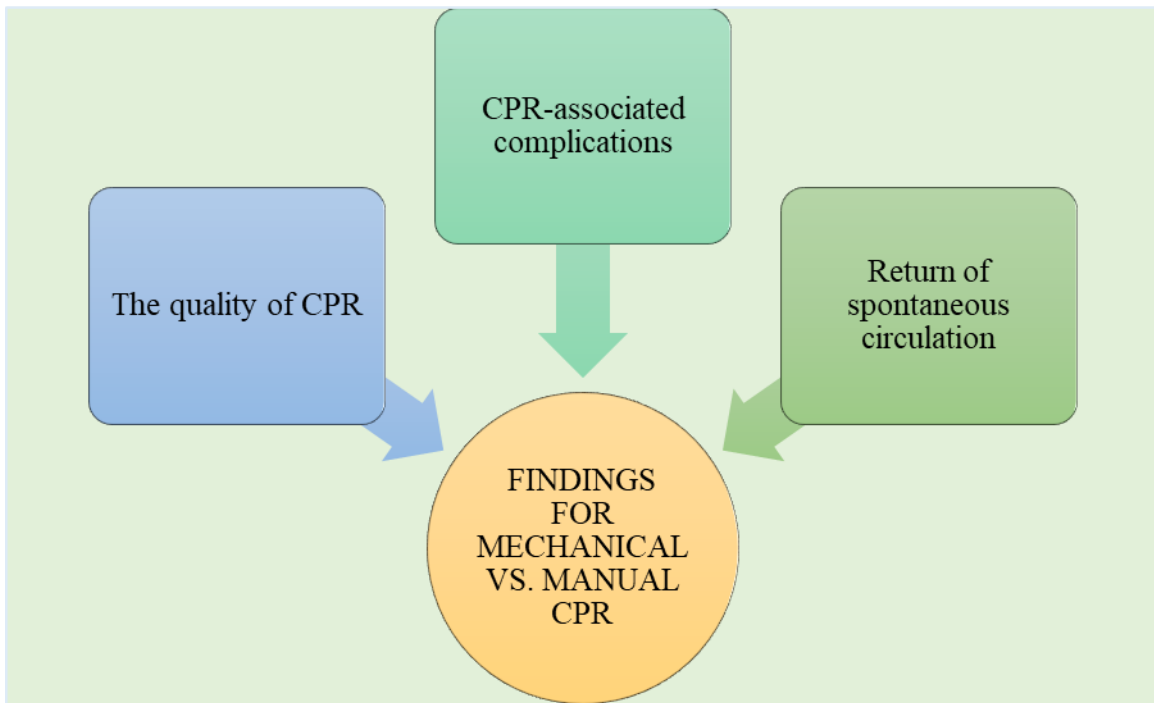 CPR-associated
complications
The quality of CPR
Return of
spontaneous
circulation
FINDINGS
FOR
MECHANICAL
VS. MANUAL
CPR